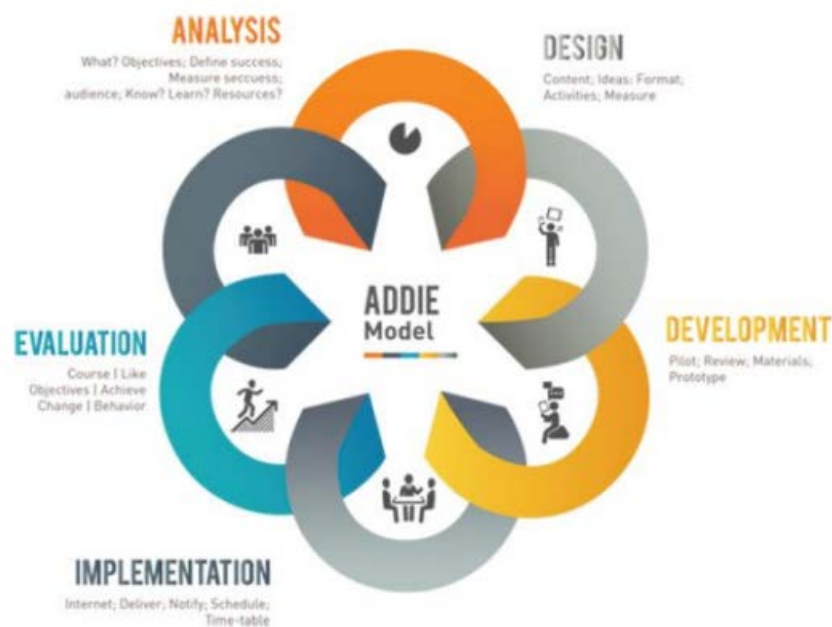 ANALYSIS
What? Objectives; Define success;
Measure seccuess;
audience; Know? Learn? Resources?
DESIGN
Content; Ideas; Format;
Activities; Measure
ADDIE
Model
DEVELOPMENT
Pilot; Review; Materials;
Prototype
EVALUATION
Course | Like
Objectives | Achieve
Change | Behavior
IMPLEMENTATION
Internet; Deliver; Notify; Schedule;
Time-table